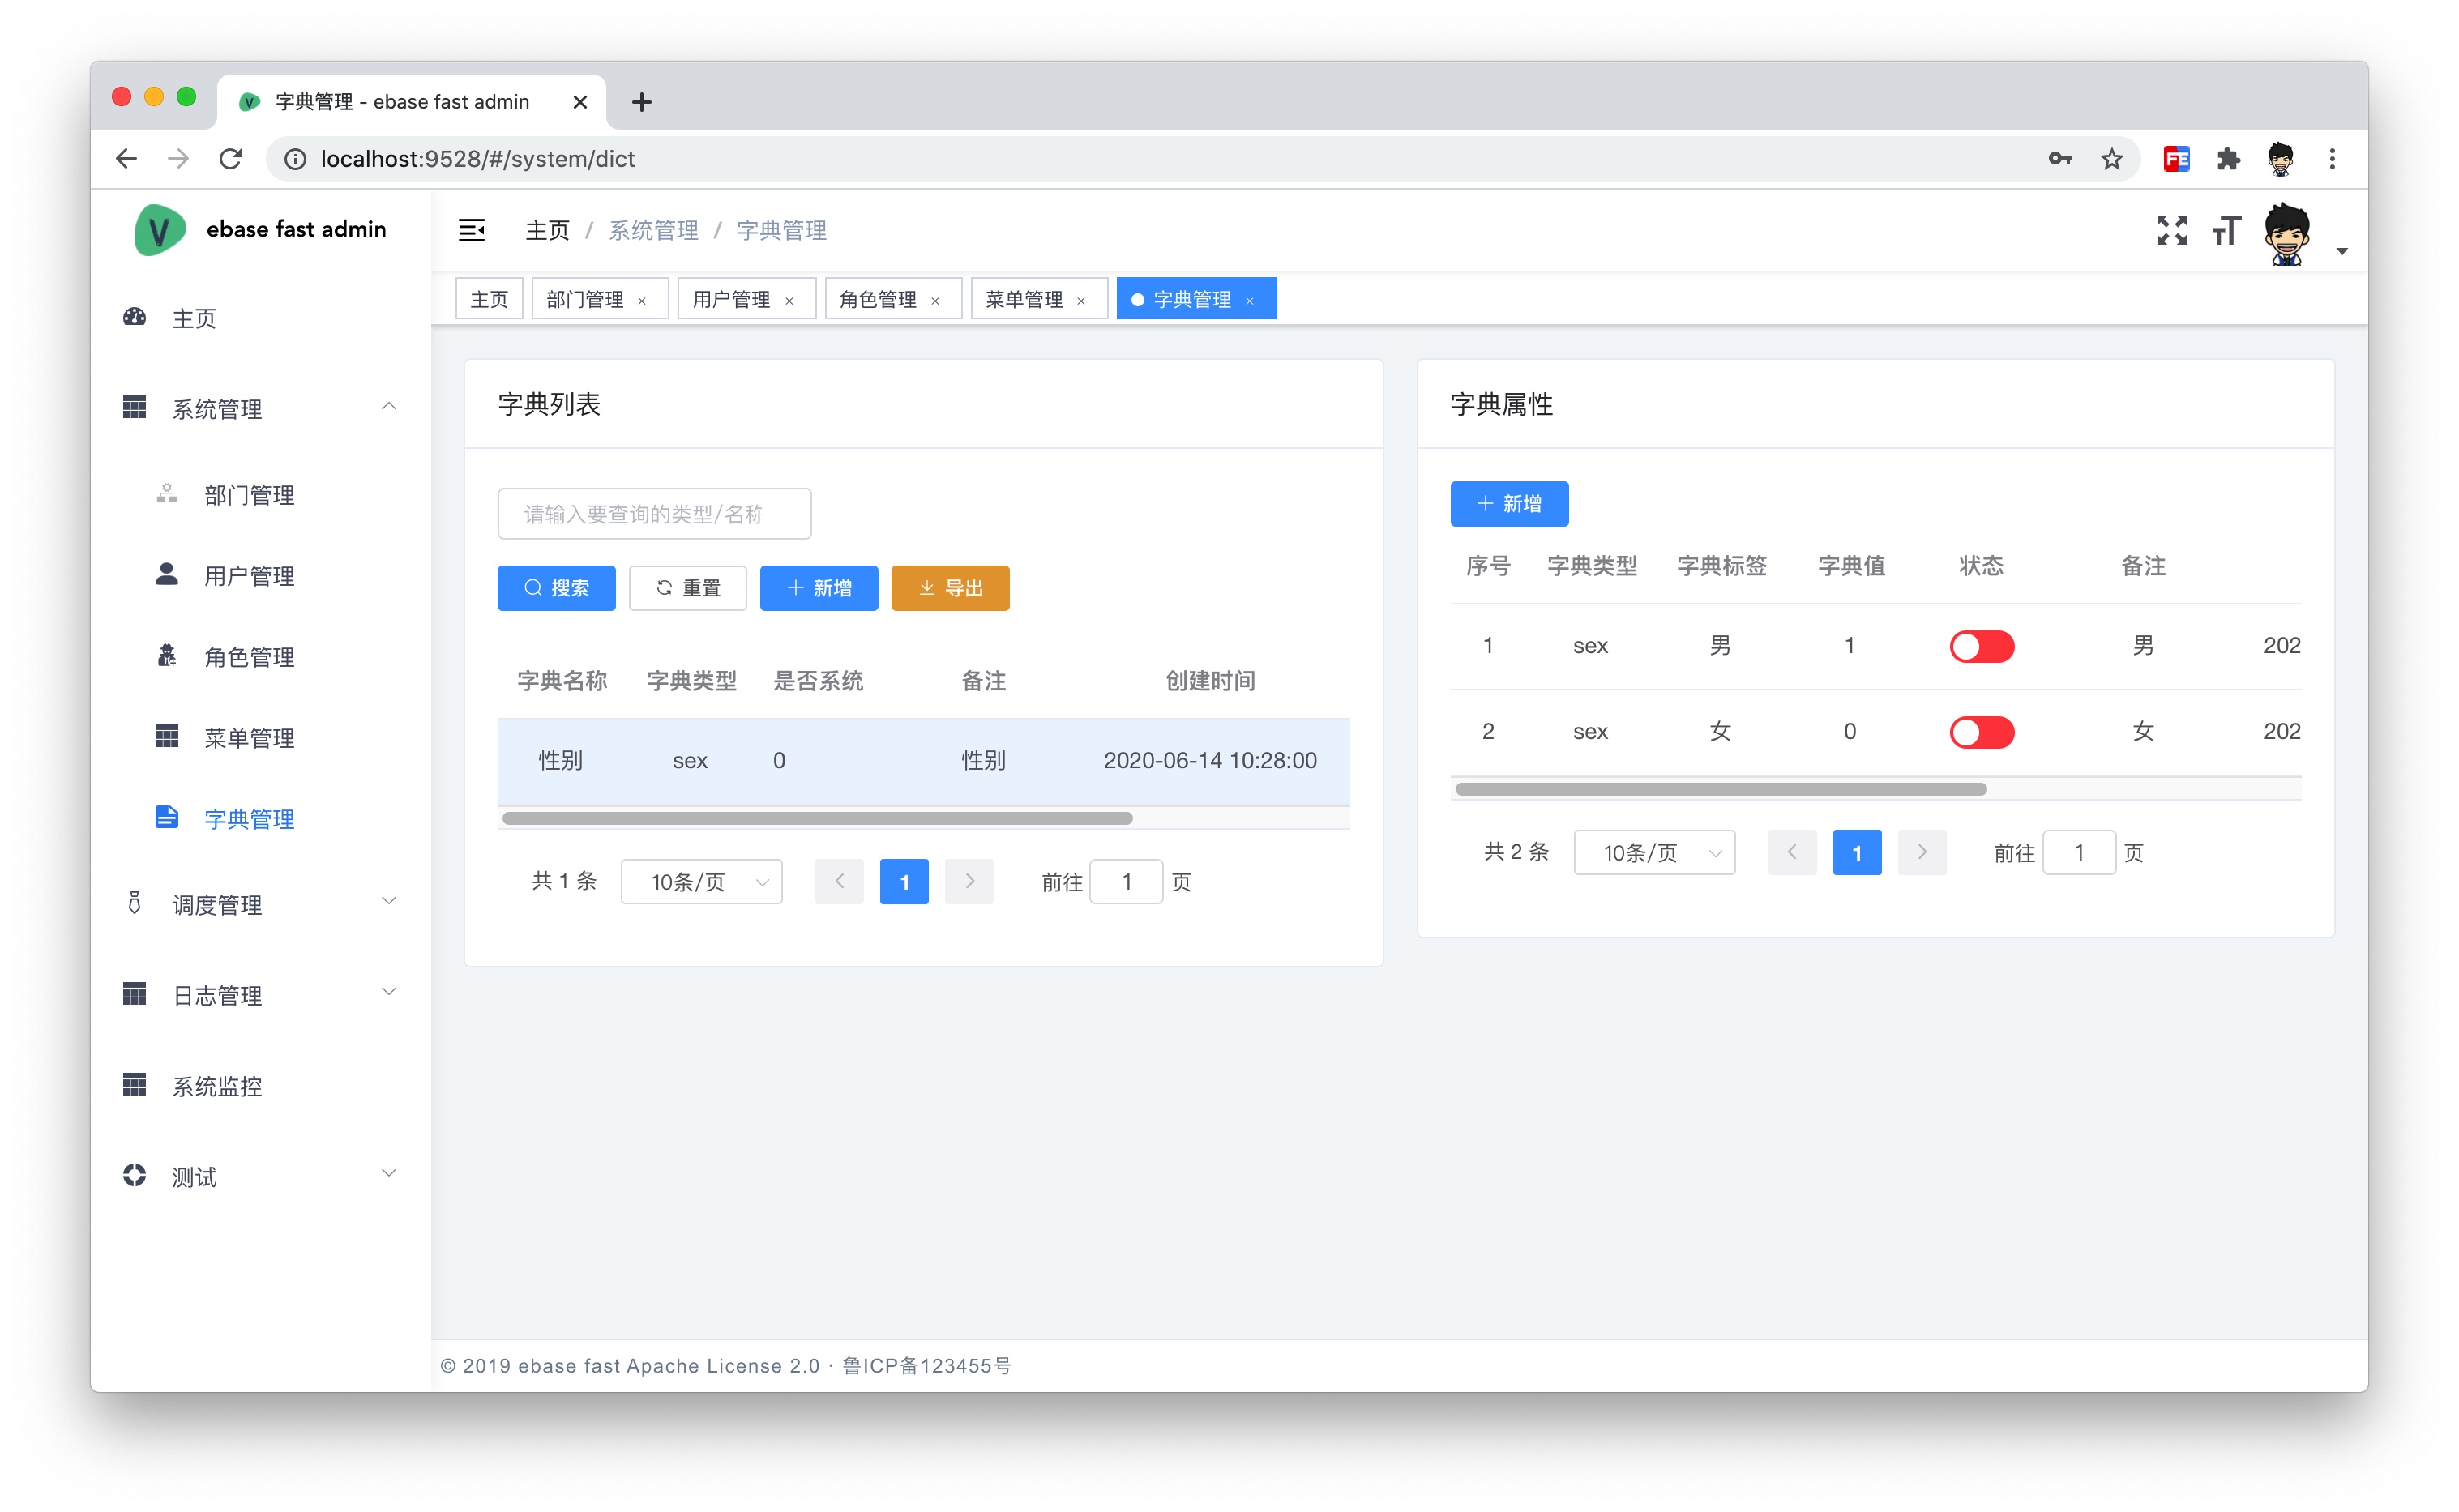 字典管理 - ebase fast admin
localhost:9528/#/system/dict
FE
V ebase fast admin
主页 / 系统管理 / 字典管理
主页 部门管理 × 用户管理 × 角色管理 × 菜单管理 × 字典管理 ×
主页
系统管理
部门管理
用户管理
角色管理
菜单管理
字典管理
调度管理
日志管理
系统监控
测试
字典列表
请输入要查询的类型/名称
搜索 重置 新增 导出
字典名称 字典类型 是否系统 备注 创建时间
性别 sex 0 性别 2020-06-14 10:28:00
共 1 条 10条/页 1 前往 1 页
字典属性
新增
序号 字典类型 字典标签 字典值 状态 备注
1 sex 男 1 男 202
2 sex 女 0 女 202
共 2 条 10条/页 1 前往 1 页
© 2019 ebase fast Apache License 2.0 · 鲁ICP备123455号